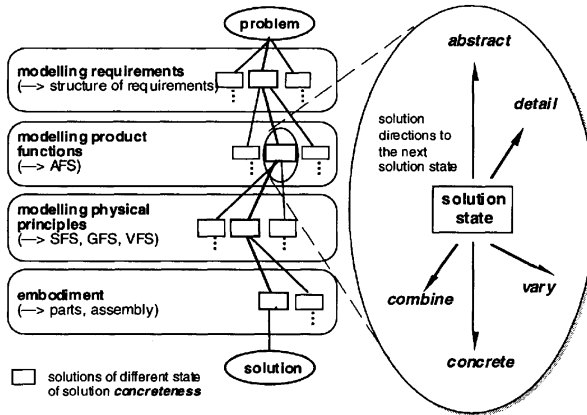 problem
modelling requirements
(—> structure of requirements)
modelling product
functions
(—> AFS)
modelling physical
principles
(—> SFS, GFS, VFS)
embodiment
(—> parts, assembly)
solution
solutions of different state
of solution concreteness
abstract
detail
solution
directions to
the next
solution state
solution
state
combine
vary
concrete